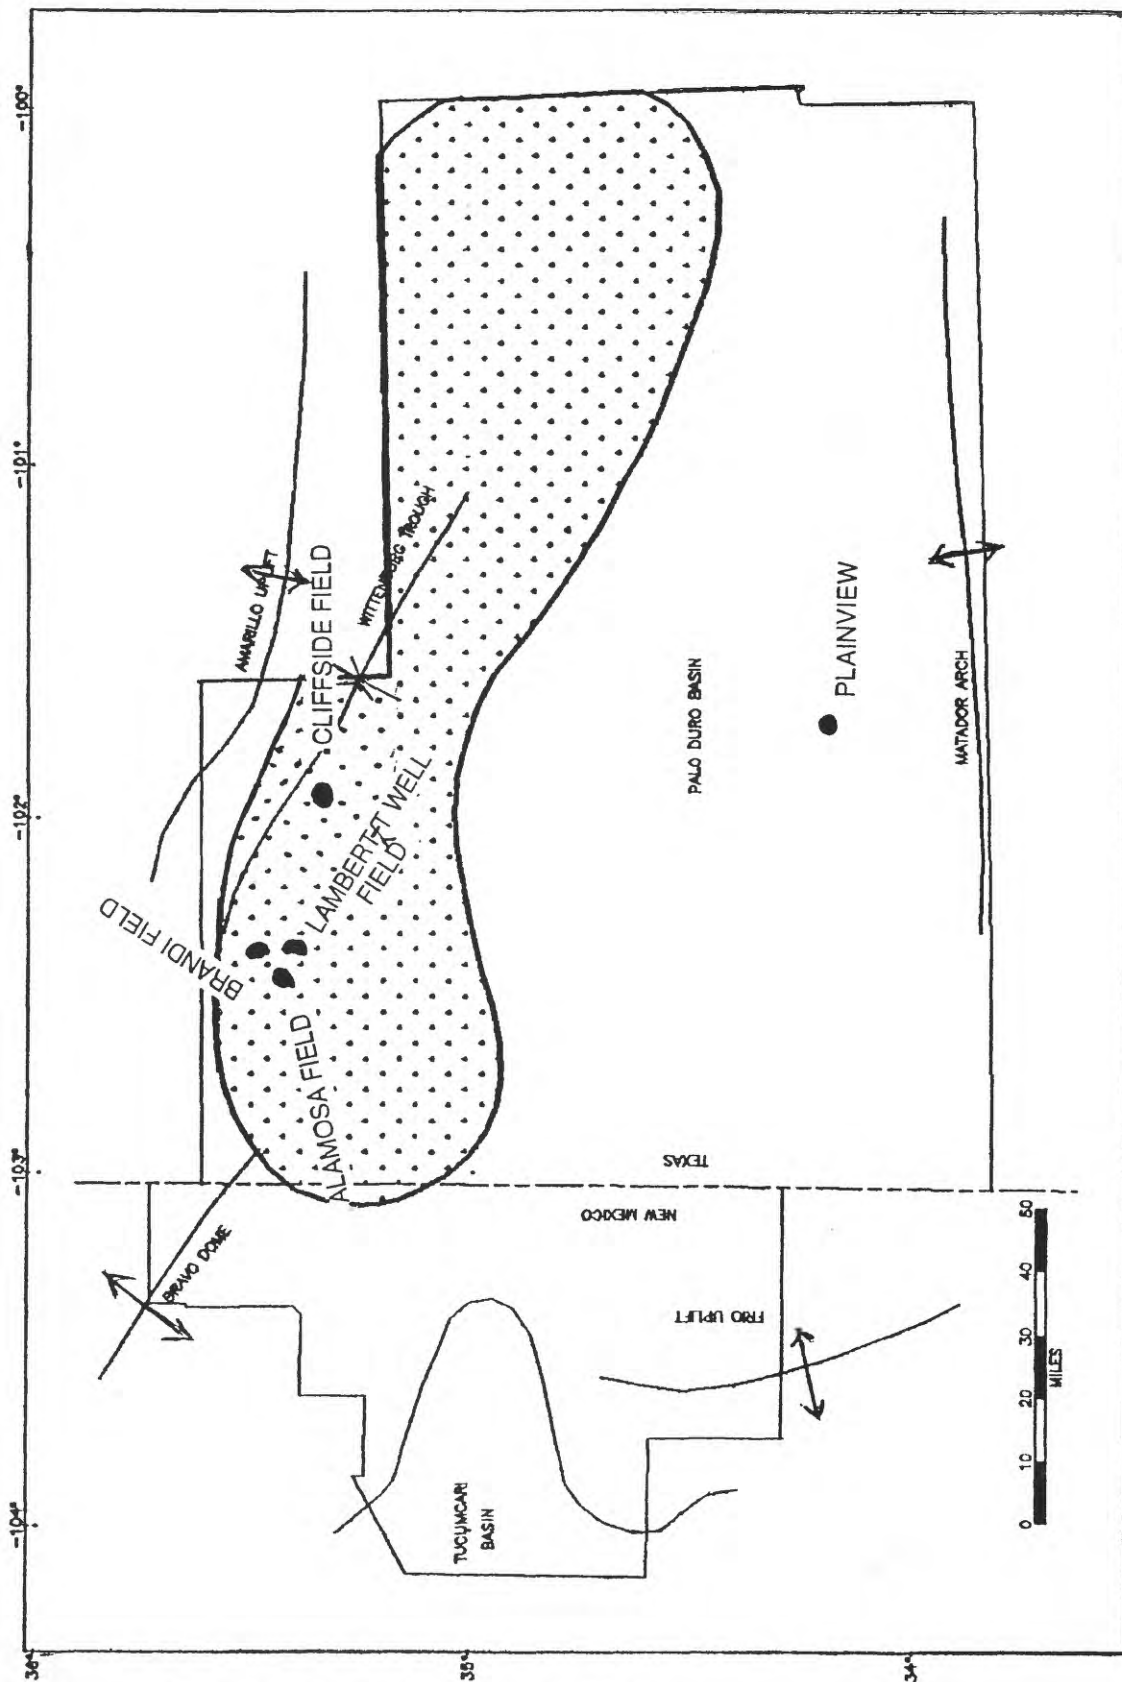 -100°
-101°
-102°
-103°
-104°
36°
35°
34°
AMARILLO UPLIFT
CLIFFSIDE FIELD
WITTENBURG TROUGH
LAMBERT-T WELL
FIELD
BRANDI FIELD
ALAMOSA FIELD
BRAVO DOME
PALO DURO BASIN
PLAINVIEW
MATADOR ARCH
TEXAS
NEW MEXICO
FRIO UPLIFT
TUCUMCARI
BASIN
0 10 20 30 40 50
MILES